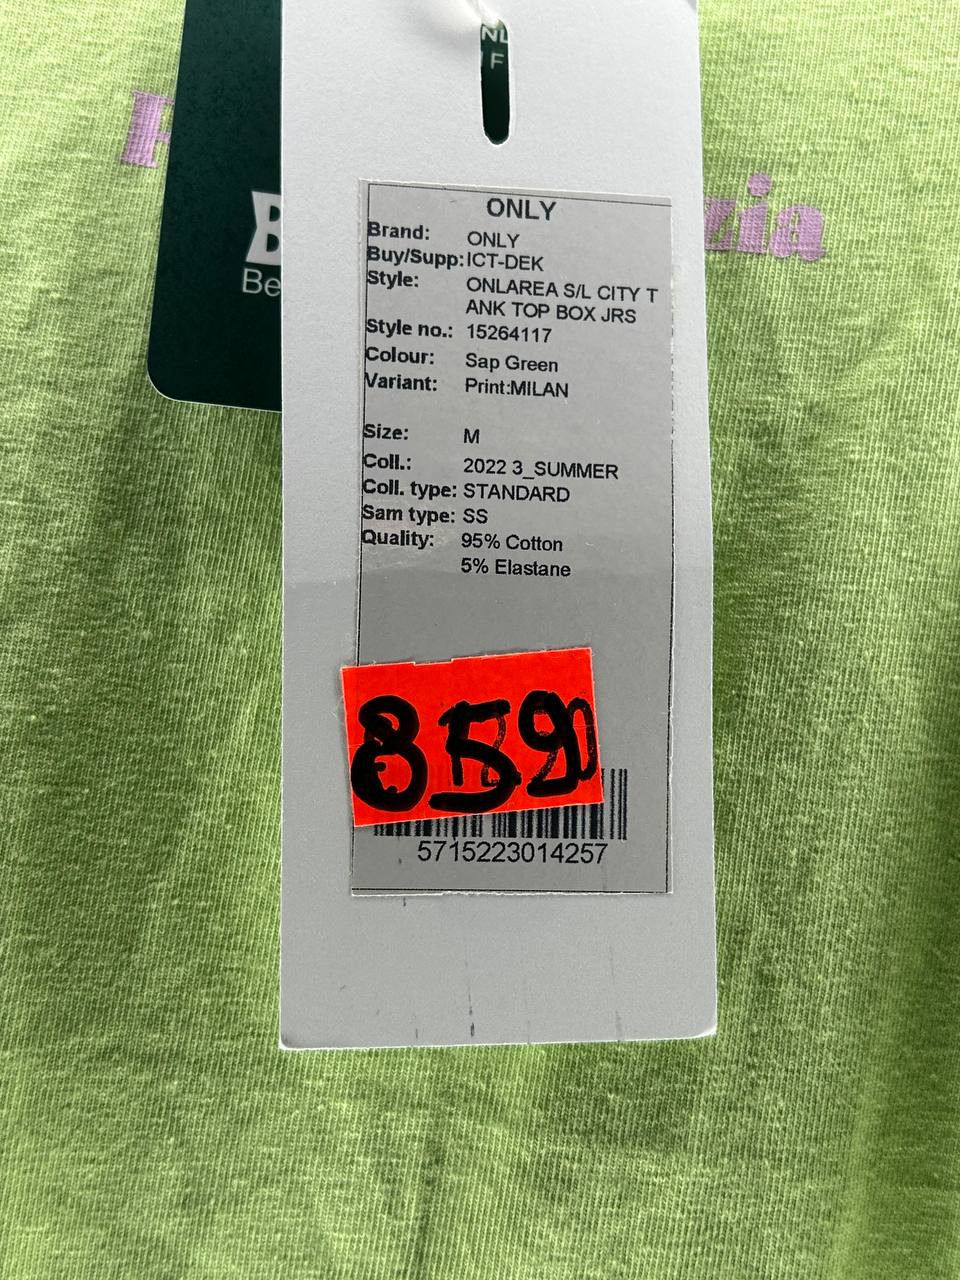 ONLY
Brand: ONLY
Buy/Supp: ICT-DEK
Style: ONLAREA S/L CITY T
ANK TOP BOX JRS
Style no.: 15264117
Colour: Sap Green
Variant: Print:MILAN
Size: M
Coll.: 2022 3_SUMMER
Coll. type: STANDARD
Sam type: SS
Quality: 95% Cotton
5% Elastane
859
5715223014257